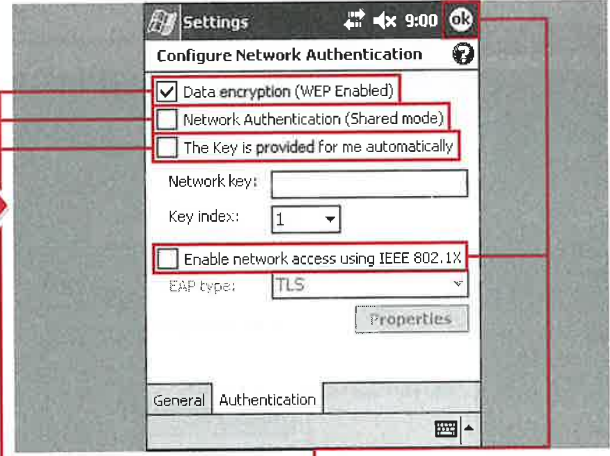 Settings 9:00 ok
Configure Network Authentication ?
Data encryption (WEP Enabled)
Network Authentication (Shared mode)
The Key is provided for me automatically
Network key:
Key index: 1
Enable network access using IEEE 802.1X
EAP type: TLS
Properties
General Authentication